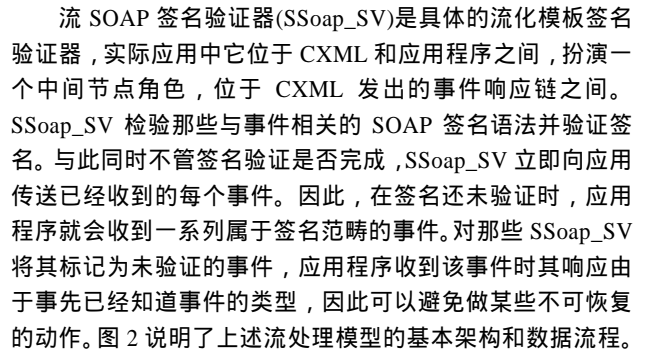 流 SOAP 签名验证器(SSoap_SV)是具体的流化模板签名
验证器，实际应用中它位于 CXML 和应用程序之间，扮演一
个中间节点角色，位于 CXML 发出的事件响应链之间。
SSoap_SV 检验那些与事件相关的 SOAP 签名语法并验证签
名。与此同时不管签名验证是否完成，SSoap_SV 立即向应用
传送已经收到的每个事件。因此，在签名还未验证时，应用
程序就会收到一系列属于签名范畴的事件。对那些 SSoap_SV
将其标记为未验证的事件，应用程序收到该事件时其响应由
于事先已经知道事件的类型，因此可以避免做某些不可恢复
的动作。图 2 说明了上述流处理模型的基本架构和数据流程。